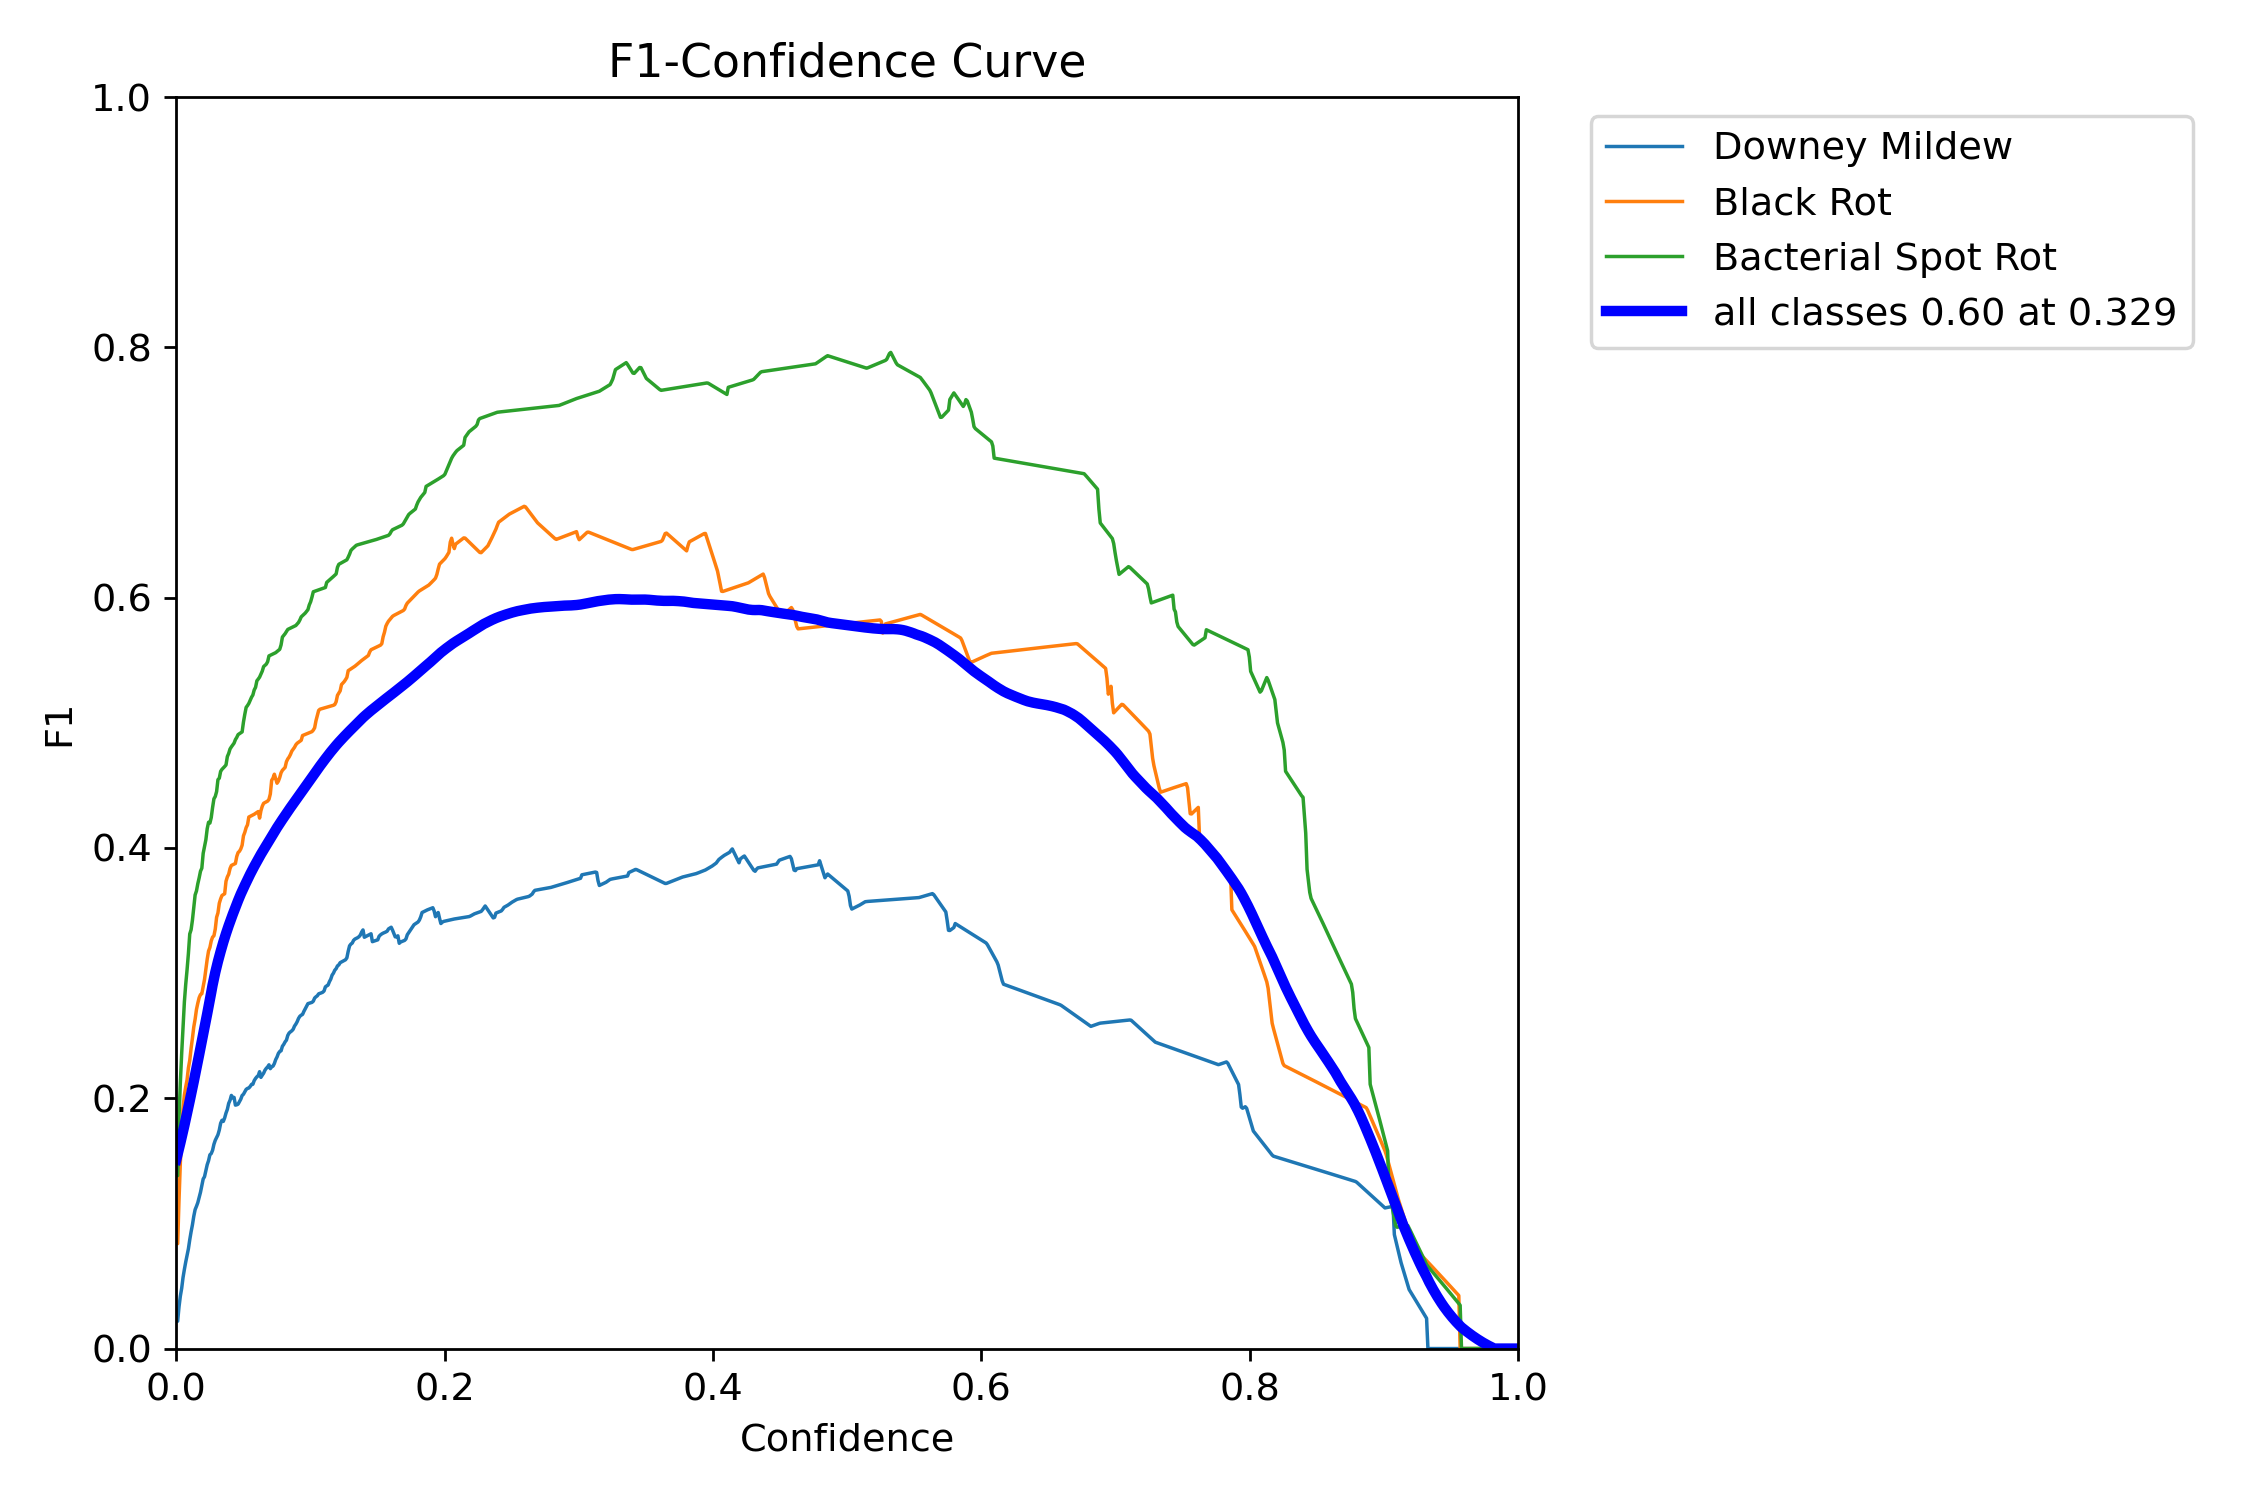 F1-Confidence Curve
1.0
0.8
0.6
0.4
0.2
0.0
F1
0.0 0.2 0.4 0.6 0.8 1.0
Confidence
Downey Mildew
Black Rot
Bacterial Spot Rot
all classes 0.60 at 0.329